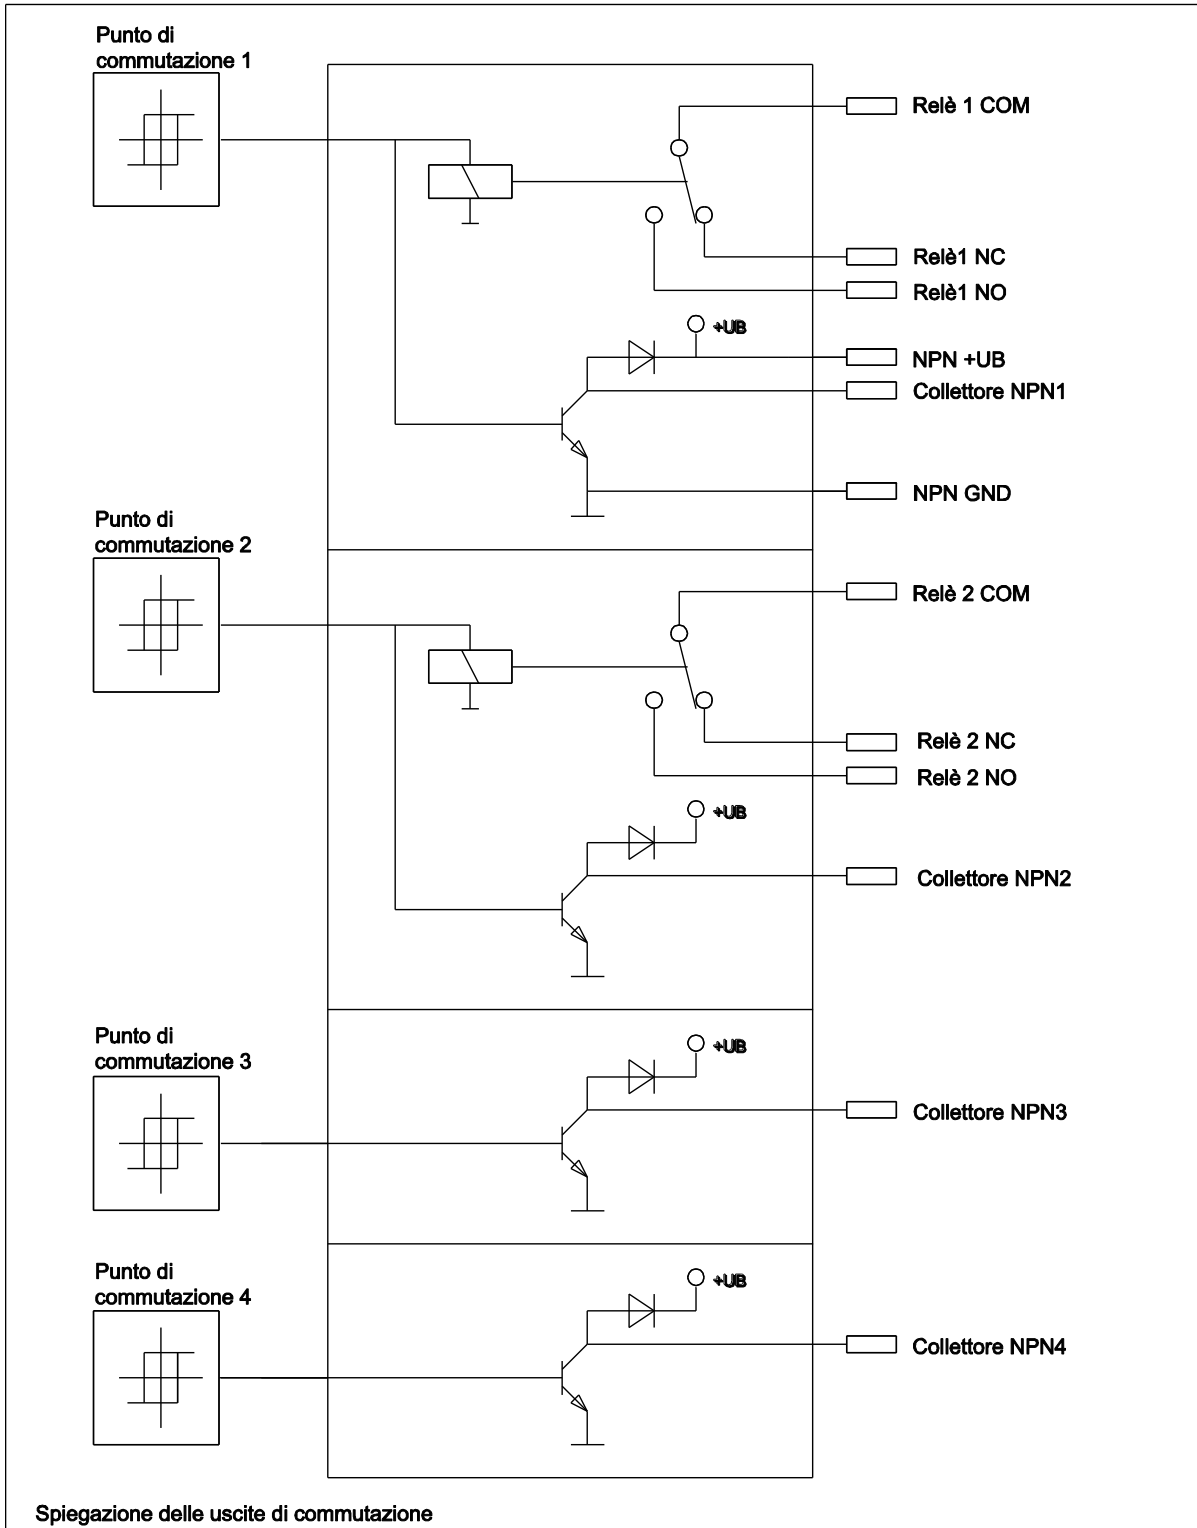 Punto di
commutazione 1
Relè 1 COM
Relè1 NC
Relè1 NO
+UB
NPN +UB
Collettore NPN1
NPN GND
Punto di
commutazione 2
Relè 2 COM
Relè 2 NC
Relè 2 NO
+UB
Collettore NPN2
Punto di
commutazione 3
+UB
Collettore NPN3
Punto di
commutazione 4
+UB
Collettore NPN4
Spiegazione delle uscite di commutazione